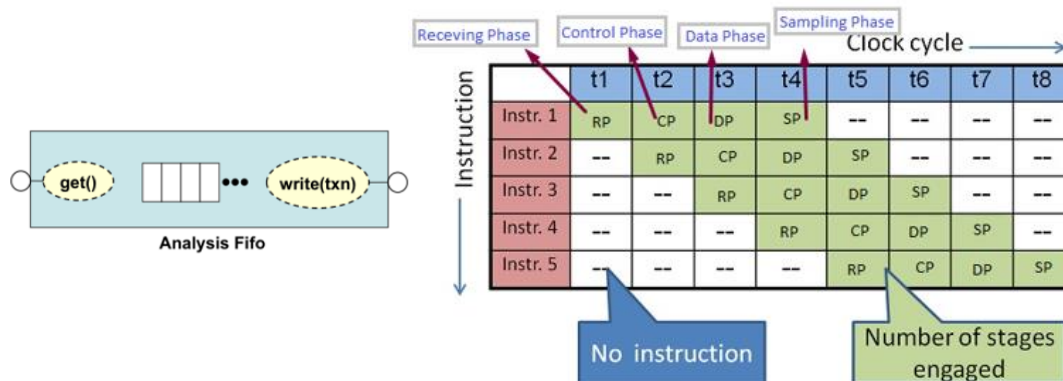 get()
write(txn)
Analysis Fifo
Receving Phase
Control Phase
Data Phase
Sampling Phase
Clock cycle
Instruction
t1 t2 t3 t4 t5 t6 t7 t8
Instr. 1 RP CP DP SP -- -- -- --
Instr. 2 -- RP CP DP SP -- -- --
Instr. 3 -- -- RP CP DP SP -- --
Instr. 4 -- -- -- RP CP DP SP --
Instr. 5 -- -- -- -- RP CP DP SP
No instruction
Number of stages
engaged